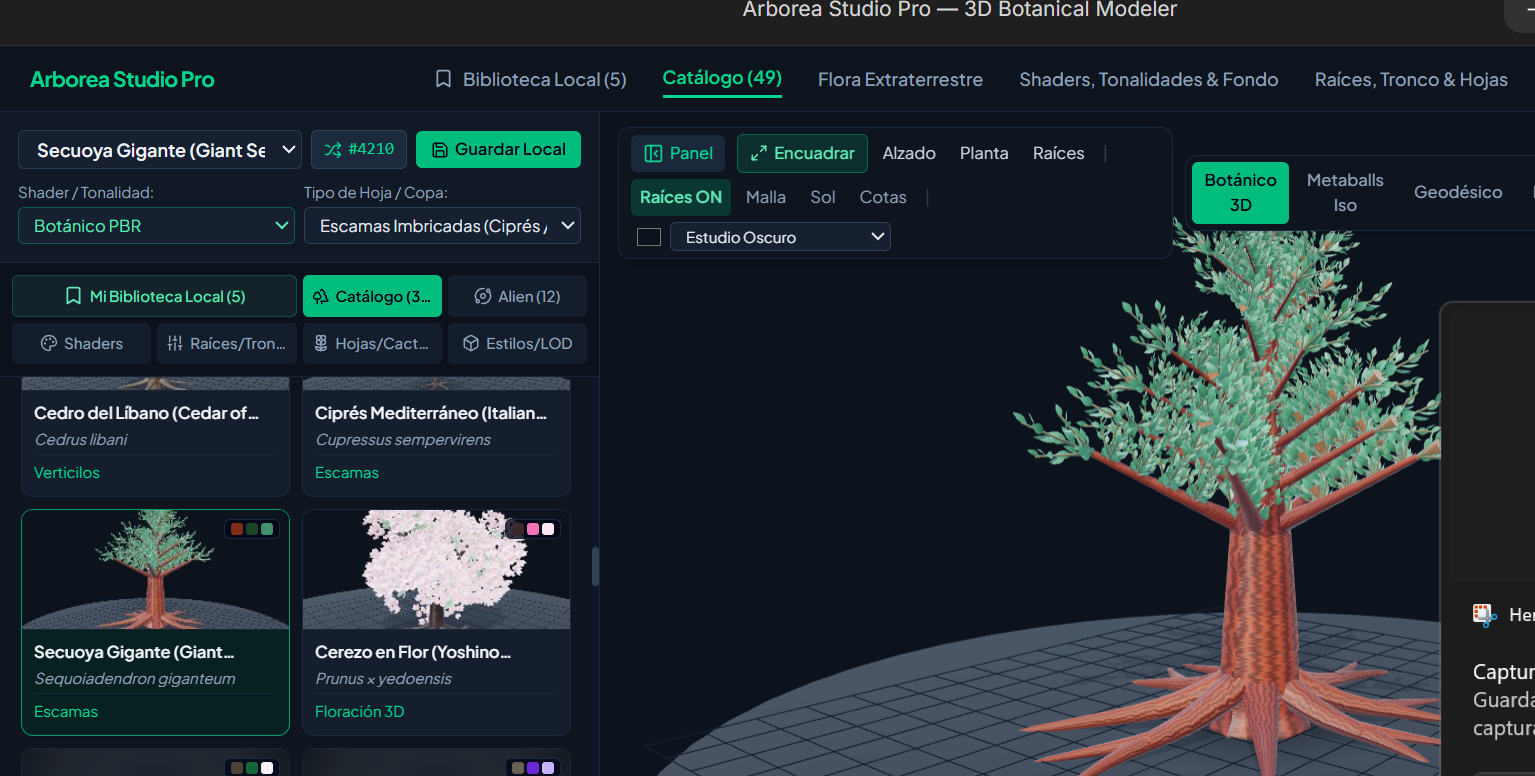 Arborea Studio Pro — 3D Botanical Modeler
Arborea Studio Pro
Biblioteca Local (5)
Catálogo (49)
Flora Extraterrestre
Shaders, Tonalidades & Fondo
Raíces, Tronco & Hojas
Secuoya Gigante (Giant Se
#4210
Guardar Local
Shader / Tonalidad:
Tipo de Hoja / Copa:
Botánico PBR
Escamas Imbricadas (Ciprés /
Mi Biblioteca Local (5)
Catálogo (3...
Alien (12)
Shaders
Raíces/Tron...
Hojas/Cact...
Estilos/LOD
Cedro del Líbano (Cedar of...
Cedrus libani
Verticilos
Ciprés Mediterráneo (Italian...
Cupressus sempervirens
Escamas
Secuoya Gigante (Giant...
Sequoiadendron giganteum
Escamas
Cerezo en Flor (Yoshino...
Prunus × yedoensis
Floración 3D
Panel
Encuadrar
Alzado
Planta
Raíces
Raíces ON
Malla
Sol
Cotas
Estudio Oscuro
Botánico
3D
Metaballs
Iso
Geodésico
Her
Captur
Guarda
captura